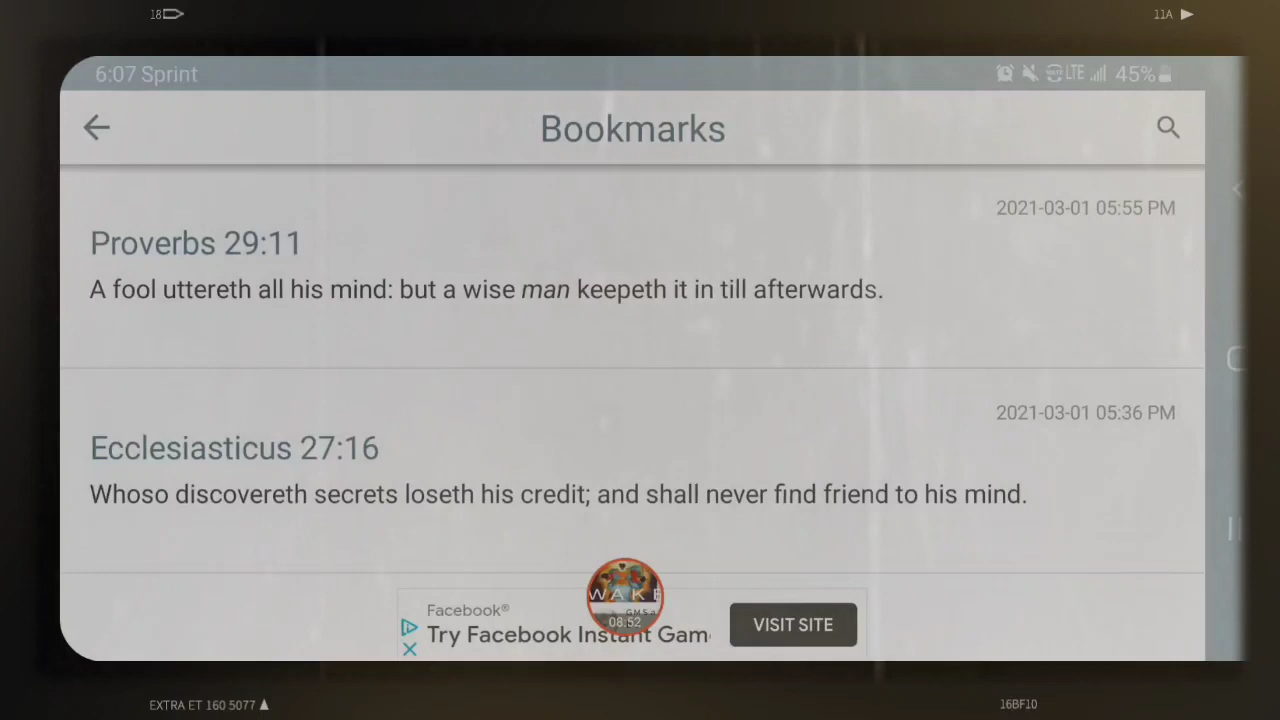 18
11A
6:07 Sprint
LTE 45%
Bookmarks
2021-03-01 05:55 PM
Proverbs 29:11
A fool uttereth all his mind: but a wise man keepeth it in till afterwards.
2021-03-01 05:36 PM
Ecclesiasticus 27:16
Whoso discovereth secrets loseth his credit; and shall never find friend to his mind.
Facebook®
Try Facebook Instant Gam
WAKE
GMS
08:52
VISIT SITE
EXTRA ET 160 5077
16BF10